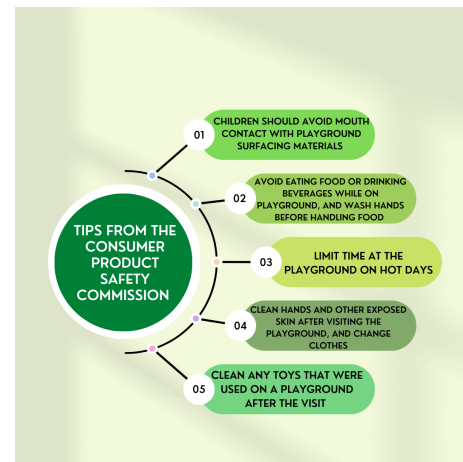 TIPS FROM THE
CONSUMER
PRODUCT
SAFETY
COMMISSION
01
CHILDREN SHOULD AVOID MOUTH
CONTACT WITH PLAYGROUND
SURFACING MATERIALS
02
AVOID EATING FOOD OR DRINKING
BEVERAGES WHILE ON
PLAYGROUND, AND WASH HANDS
BEFORE HANDLING FOOD
03
LIMIT TIME AT THE
PLAYGROUND ON HOT DAYS
04
CLEAN HANDS AND OTHER EXPOSED
SKIN AFTER VISITING THE
PLAYGROUND, AND CHANGE
CLOTHES
05
CLEAN ANY TOYS THAT WERE
USED ON A PLAYGROUND
AFTER THE VISIT